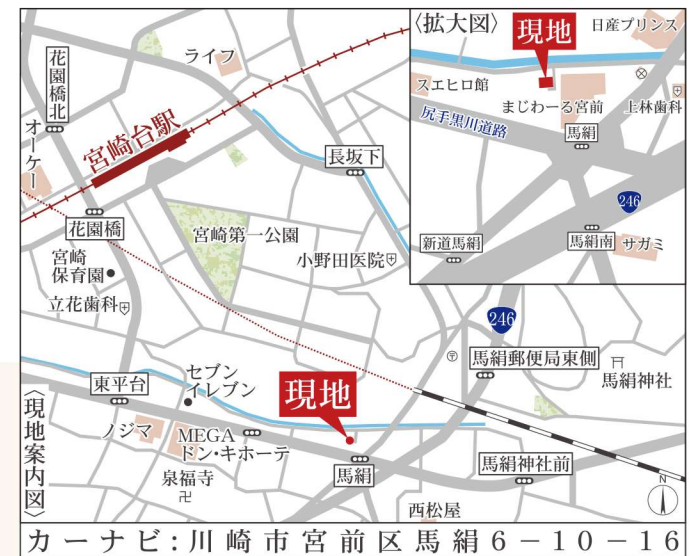 花園橋北
ライフ
オーケー
宮崎台駅
長坂下
花園橋
宮崎第一公園
小野田医院
宮崎
保育園
立花歯科
246
馬絹郵便局東側
馬絹神社
東平台
セブン
イレブン
現地
ノジマ
MEGA
ドン・キホーテ
泉福寺
馬絹
馬絹神社前
西松屋
N
〈現地案内図〉
〈拡大図〉
現地
日産プリンス
スエヒロ館
まじわーる宮前
上林歯科
尻手黒川道路
馬絹
246
新道馬絹
馬絹南
サガミ
カーナビ:川崎市宮前区馬絹6-10-16